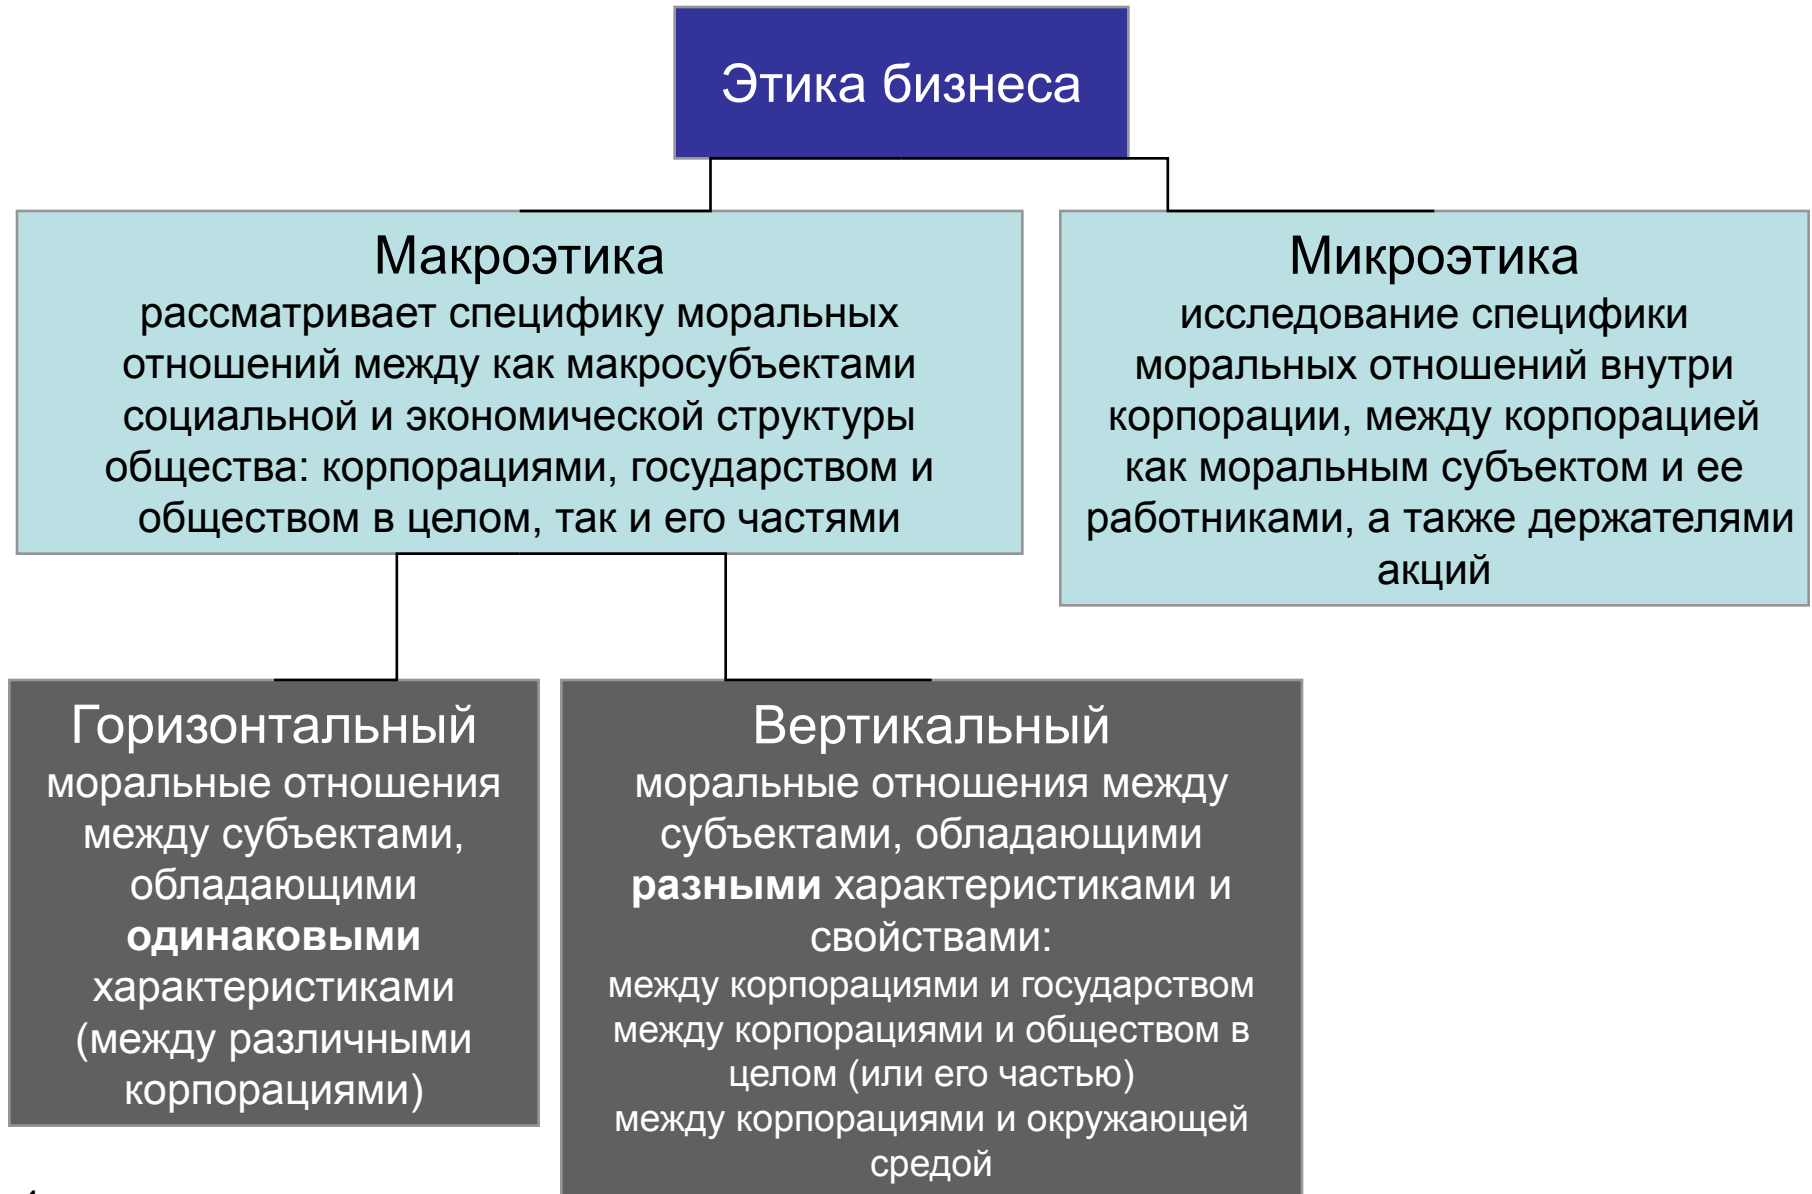 Этика бизнеса
Макроэтика
рассматривает специфику моральных
отношений между как макросубъектами
социальной и экономической структуры
общества: корпорациями, государством и
обществом в целом, так и его частями
Микроэтика
исследование специфики
моральных отношений внутри
корпорации, между корпорацией
как моральным субъектом и ее
работниками, а также держателями
акций
Горизонтальный
моральные отношения
между субъектами,
обладающими
одинаковыми
характеристиками
(между различными
корпорациями)
Вертикальный
моральные отношения между
субъектами, обладающими
разными характеристиками и
свойствами:
между корпорациями и государством
между корпорациями и обществом в
целом (или его частью)
между корпорациями и окружающей
средой